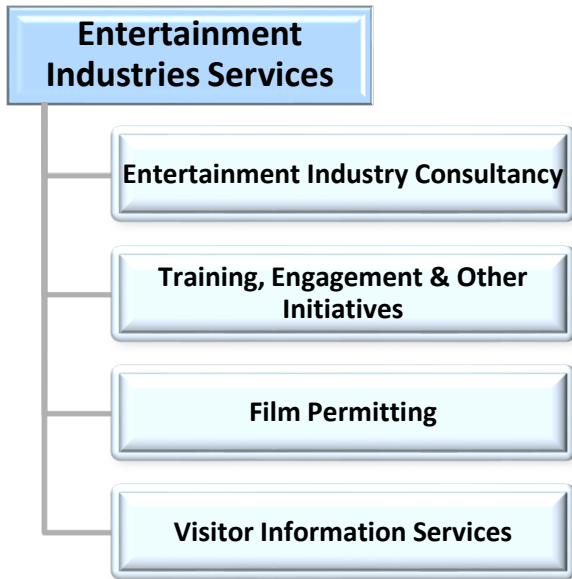 Entertainment
Industries Services
Entertainment Industry Consultancy
Training, Engagement & Other
Initiatives
Film Permitting
Visitor Information Services